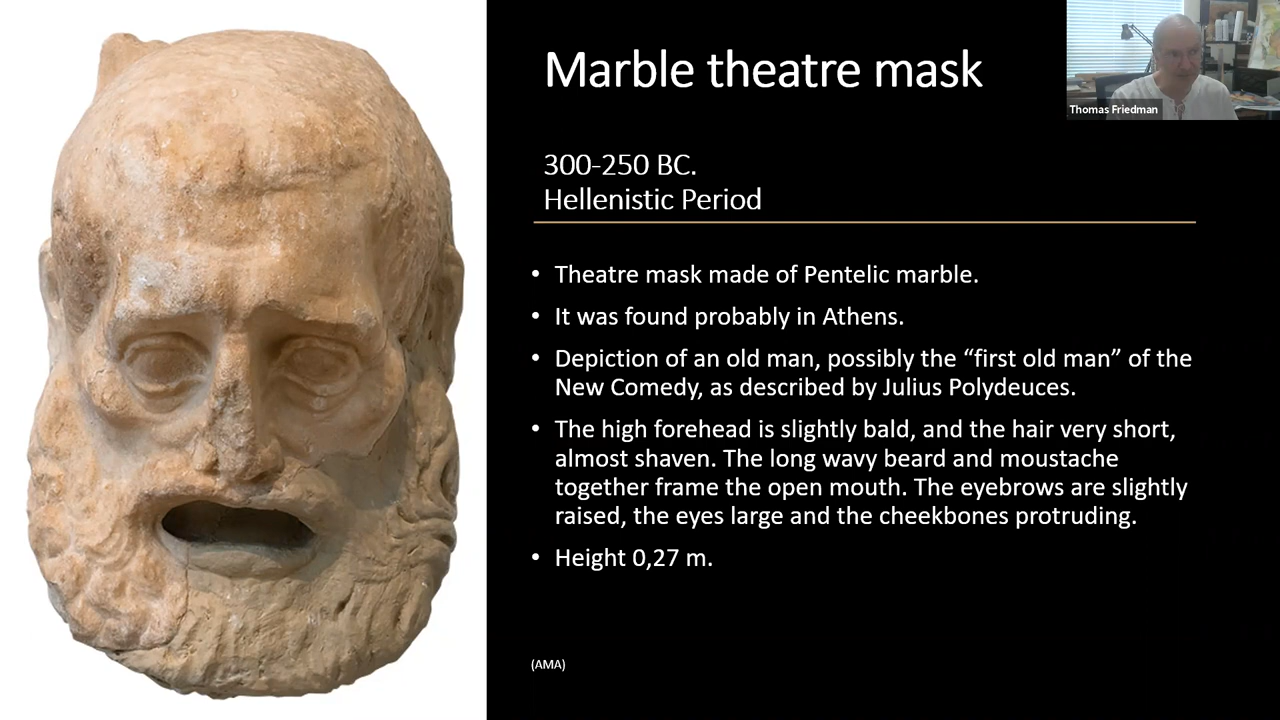 Marble theatre mask
Thomas Friedman
300-250 BC.
Hellenistic Period
• Theatre mask made of Pentelic marble.
• It was found probably in Athens.
• Depiction of an old man, possibly the “first old man” of the
New Comedy, as described by Julius Polydeuces.
• The high forehead is slightly bald, and the hair very short,
almost shaven. The long wavy beard and moustache
together frame the open mouth. The eyebrows are slightly
raised, the eyes large and the cheekbones protruding.
• Height 0,27 m.
(AMA)